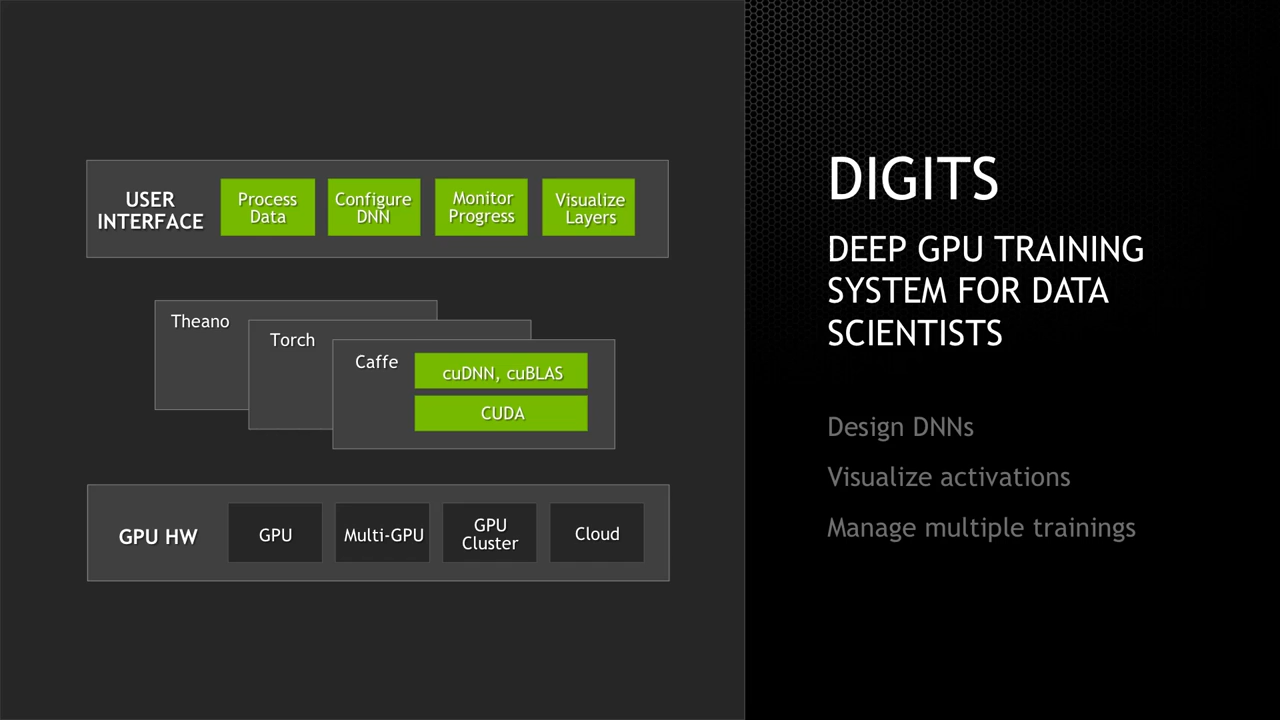 USER
INTERFACE
Process
Data
Configure
DNN
Monitor
Progress
Visualize
Layers
Theano
Torch
Caffe
cuDNN, cuBLAS
CUDA
GPU HW
GPU
Multi-GPU
GPU
Cluster
Cloud
DIGITS
DEEP GPU TRAINING
SYSTEM FOR DATA
SCIENTISTS
Design DNNs
Visualize activations
Manage multiple trainings